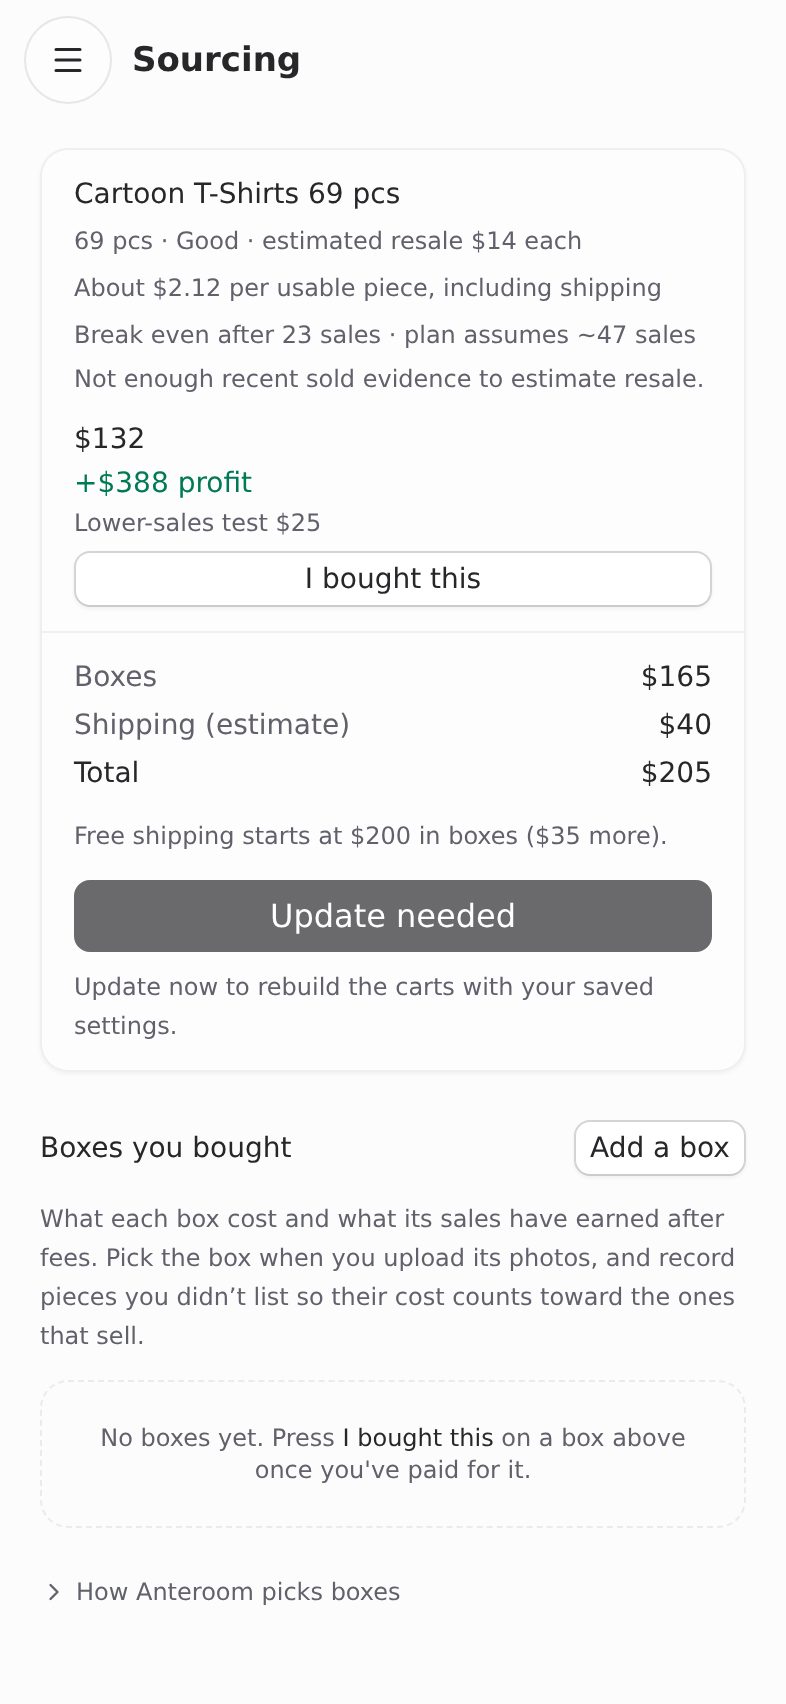 Sourcing
Cartoon T-Shirts 69 pcs
69 pcs · Good · estimated resale $14 each
About $2.12 per usable piece, including shipping
Break even after 23 sales · plan assumes ~47 sales
Not enough recent sold evidence to estimate resale.
$132
+$388 profit
Lower-sales test $25
I bought this
Boxes $165
Shipping (estimate) $40
Total $205
Free shipping starts at $200 in boxes ($35 more).
Update needed
Update now to rebuild the carts with your saved
settings.
Boxes you bought
Add a box
What each box cost and what its sales have earned after
fees. Pick the box when you upload its photos, and record
pieces you didn’t list so their cost counts toward the ones
that sell.
No boxes yet. Press I bought this on a box above
once you've paid for it.
How Anteroom picks boxes